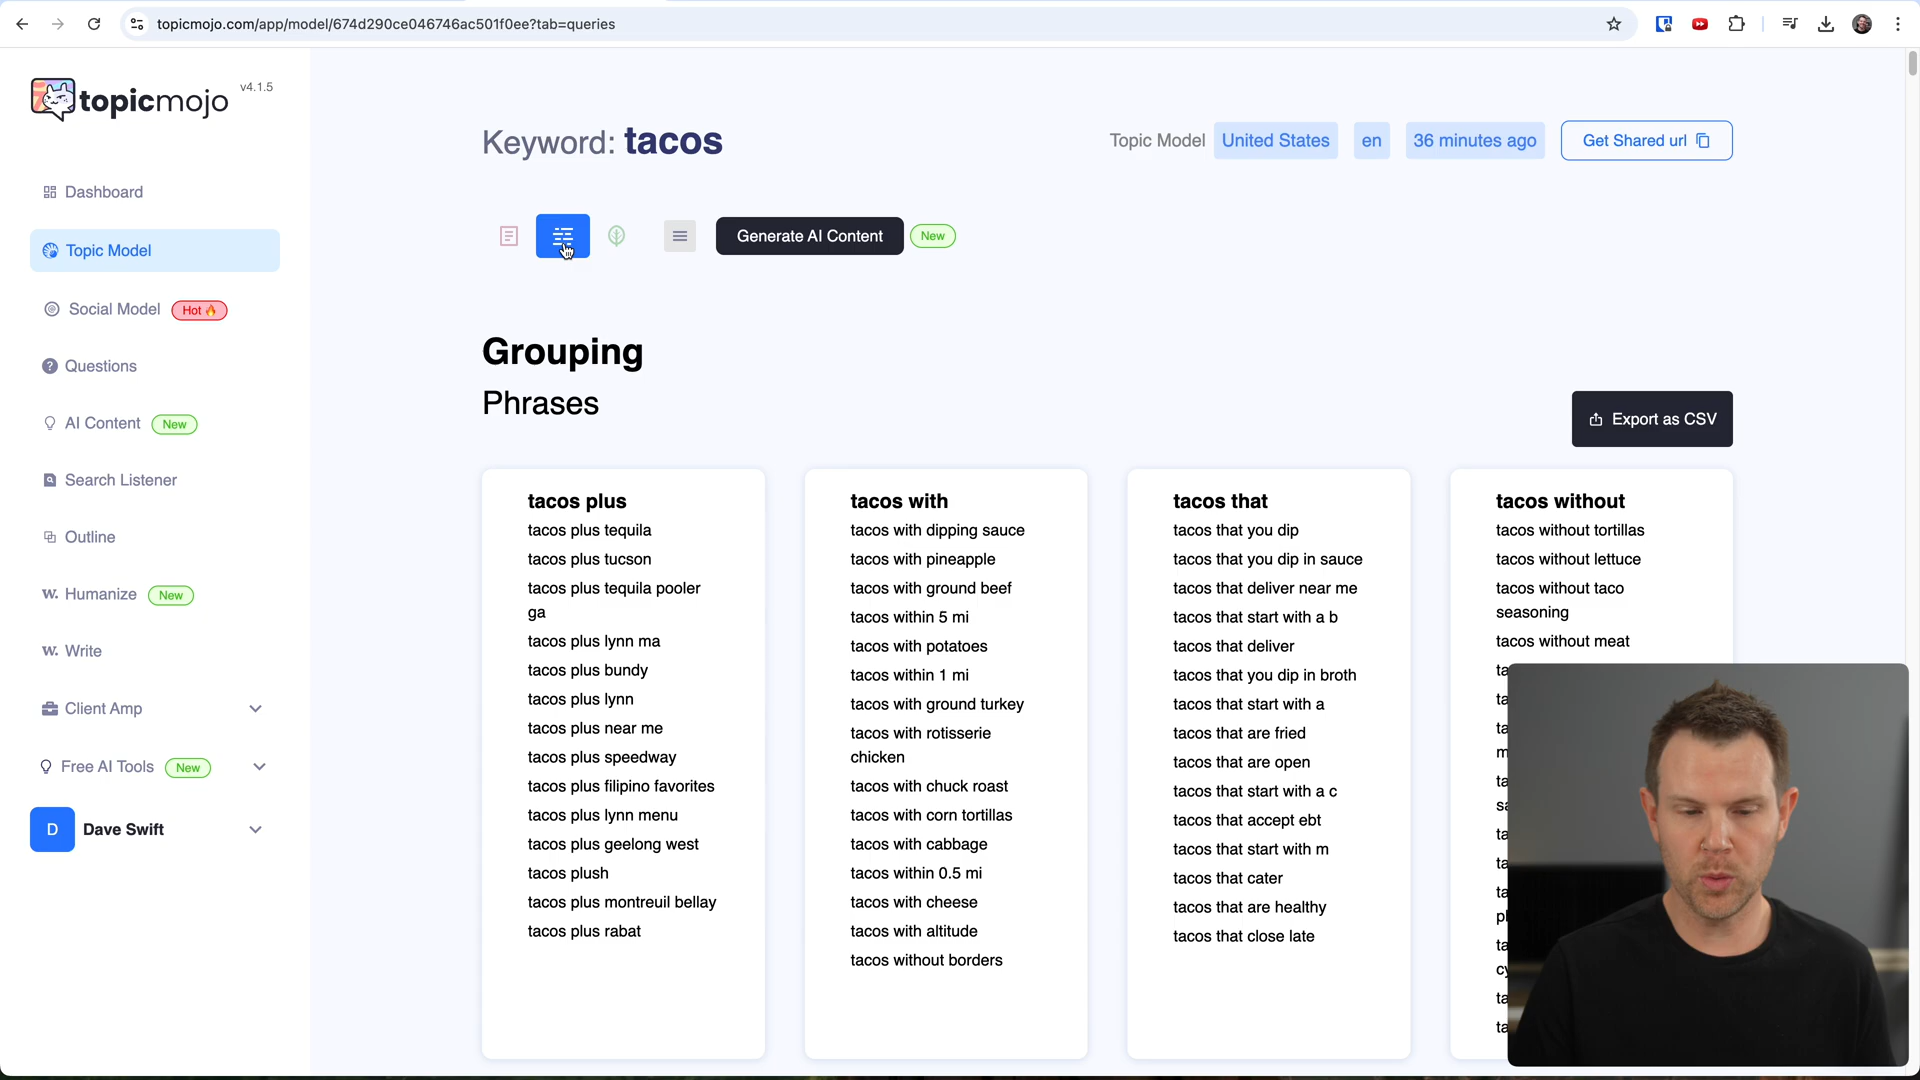 topicmojo.com/app/model/674d290ce046746ac501f0ee?tab=queries
topicmojo v4.1.5
Dashboard
Topic Model
Social Model Hot 🔥
Questions
AI Content New
Search Listener
Outline
w. Humanize New
w. Write
Client Amp
Free AI Tools New
D Dave Swift
Keyword: tacos
Topic Model United States en 36 minutes ago Get Shared url
Generate AI Content New
Grouping
Phrases
Export as CSV
tacos plus
tacos plus tequila
tacos plus tucson
tacos plus tequila pooler
ga
tacos plus lynn ma
tacos plus bundy
tacos plus lynn
tacos plus near me
tacos plus speedway
tacos plus filipino favorites
tacos plus lynn menu
tacos plus geelong west
tacos plush
tacos plus montreuil bellay
tacos plus rabat
tacos with
tacos with dipping sauce
tacos with pineapple
tacos with ground beef
tacos within 5 mi
tacos with potatoes
tacos within 1 mi
tacos with ground turkey
tacos with rotisserie
chicken
tacos with chuck roast
tacos with corn tortillas
tacos with cabbage
tacos within 0.5 mi
tacos with cheese
tacos with altitude
tacos without borders
tacos that
tacos that you dip
tacos that you dip in sauce
tacos that deliver near me
tacos that start with a b
tacos that deliver
tacos that you dip in broth
tacos that start with a
tacos that are fried
tacos that are open
tacos that start with a c
tacos that accept ebt
tacos that start with m
tacos that cater
tacos that are healthy
tacos that close late
tacos without
tacos without tortillas
tacos without lettuce
tacos without taco
seasoning
tacos without meat